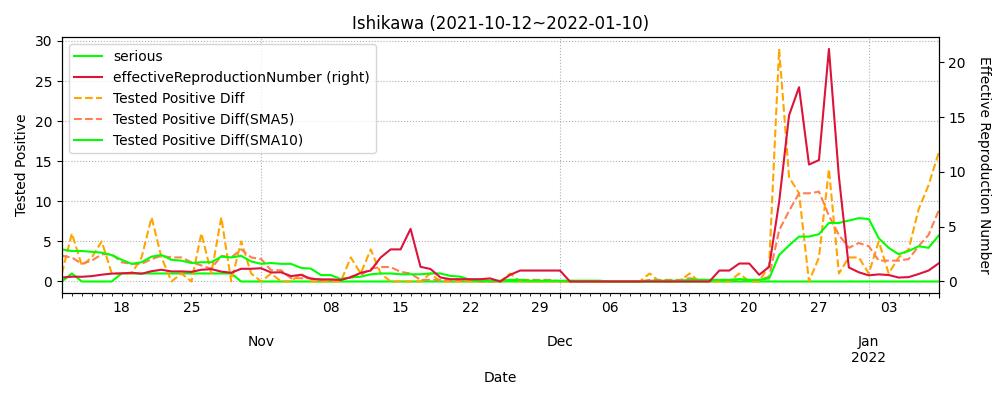 Ishikawa (2021-10-12~2022-01-10)
serious
effectiveReproductionNumber (right)
Tested Positive Diff
Tested Positive Diff(SMA5)
Tested Positive Diff(SMA10)
Tested Positive
30
25
20
15
10
5
0
20
15
10
5
0
Effective Reproduction Number
18 25 08 15 22 29 06 13 20 27 03
Nov Dec Jan
2022
Date